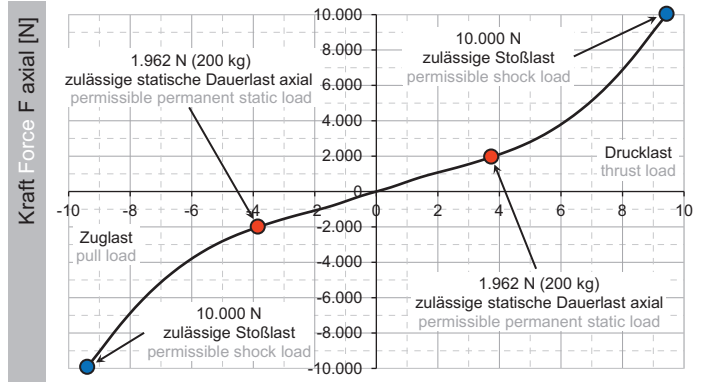 Kraft Force F axial [N]
10.000
8.000
6.000
4.000
2.000
0
-2.000
-4.000
-6.000
-8.000
-10.000
-10
-8
-6
-4
-2
0
2
4
6
8
10
1.962 N (200 kg)
zulässige statische Dauerlast axial
permissible permanent static load
10.000 N
zulässige Stoßlast
permissible shock load
Drucklast
thrust load
Zuglast
pull load
10.000 N
zulässige Stoßlast
permissible shock load
1.962 N (200 kg)
zulässige statische Dauerlast axial
permissible permanent static load